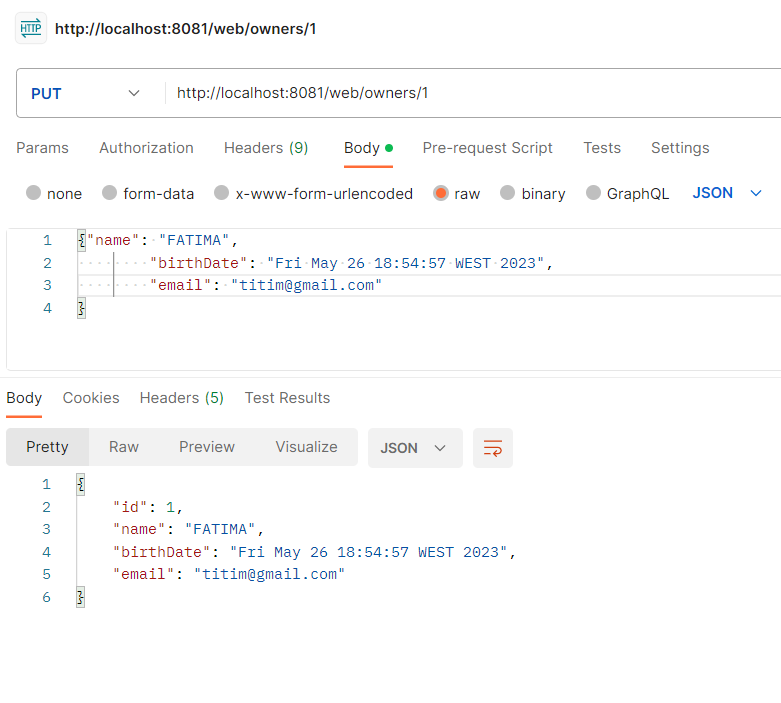 HTTP http://localhost:8081/web/owners/1
PUT http://localhost:8081/web/owners/1
Params Authorization Headers (9) Body Pre-request Script Tests Settings
none form-data x-www-form-urlencoded raw binary GraphQL JSON
1 {"name": "FATIMA",
2 "birthDate": "Fri May 26 18:54:57 WEST 2023",
3 "email": "titim@gmail.com"
4 }
Body Cookies Headers (5) Test Results
Pretty Raw Preview Visualize JSON
1 {
2 "id": 1,
3 "name": "FATIMA",
4 "birthDate": "Fri May 26 18:54:57 WEST 2023",
5 "email": "titim@gmail.com"
6 }